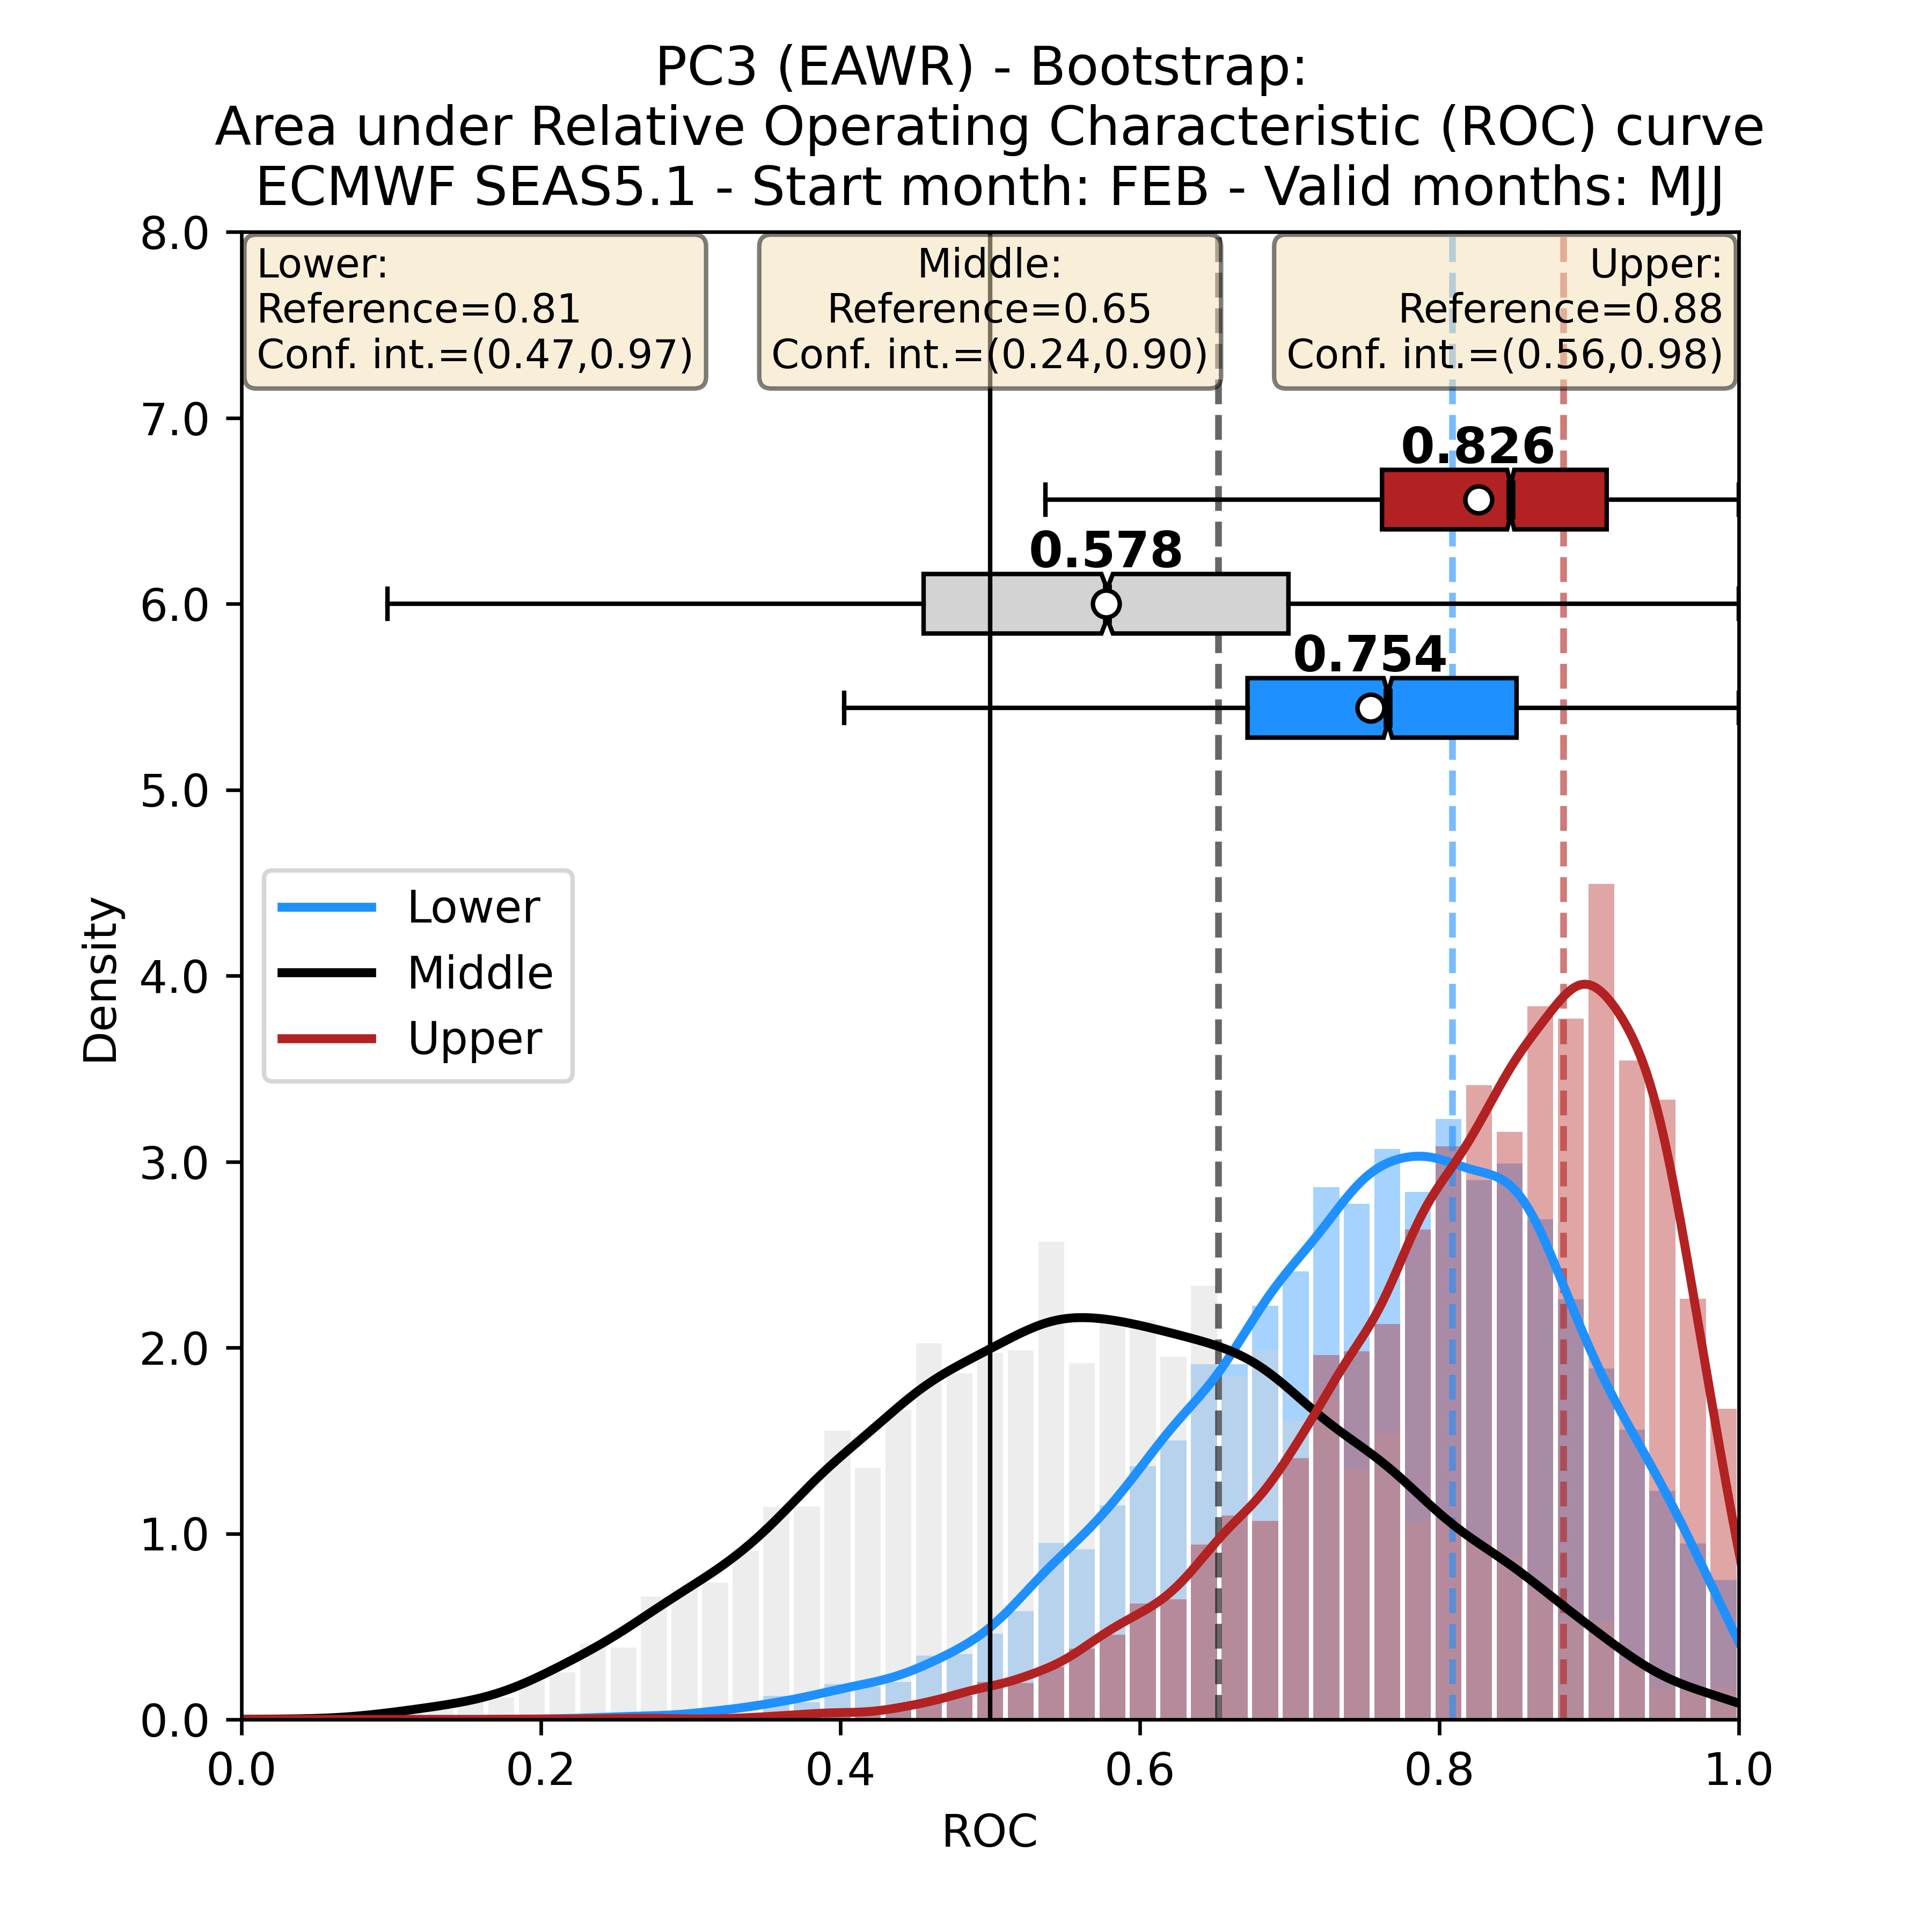 PC3 (EAWR) - Bootstrap:
Area under Relative Operating Characteristic (ROC) curve
ECMWF SEAS5.1 - Start month: FEB - Valid months: MJJ
Lower:
Reference=0.81
Conf. int.=(0.47,0.97)
Middle:
Reference=0.65
Conf. int.=(0.24,0.90)
Upper:
Reference=0.88
Conf. int.=(0.56,0.98)
0.826
0.578
0.754
Lower
Middle
Upper
Density
8.0
7.0
6.0
5.0
4.0
3.0
2.0
1.0
0.0
0.0 0.2 0.4 0.6 0.8 1.0
ROC